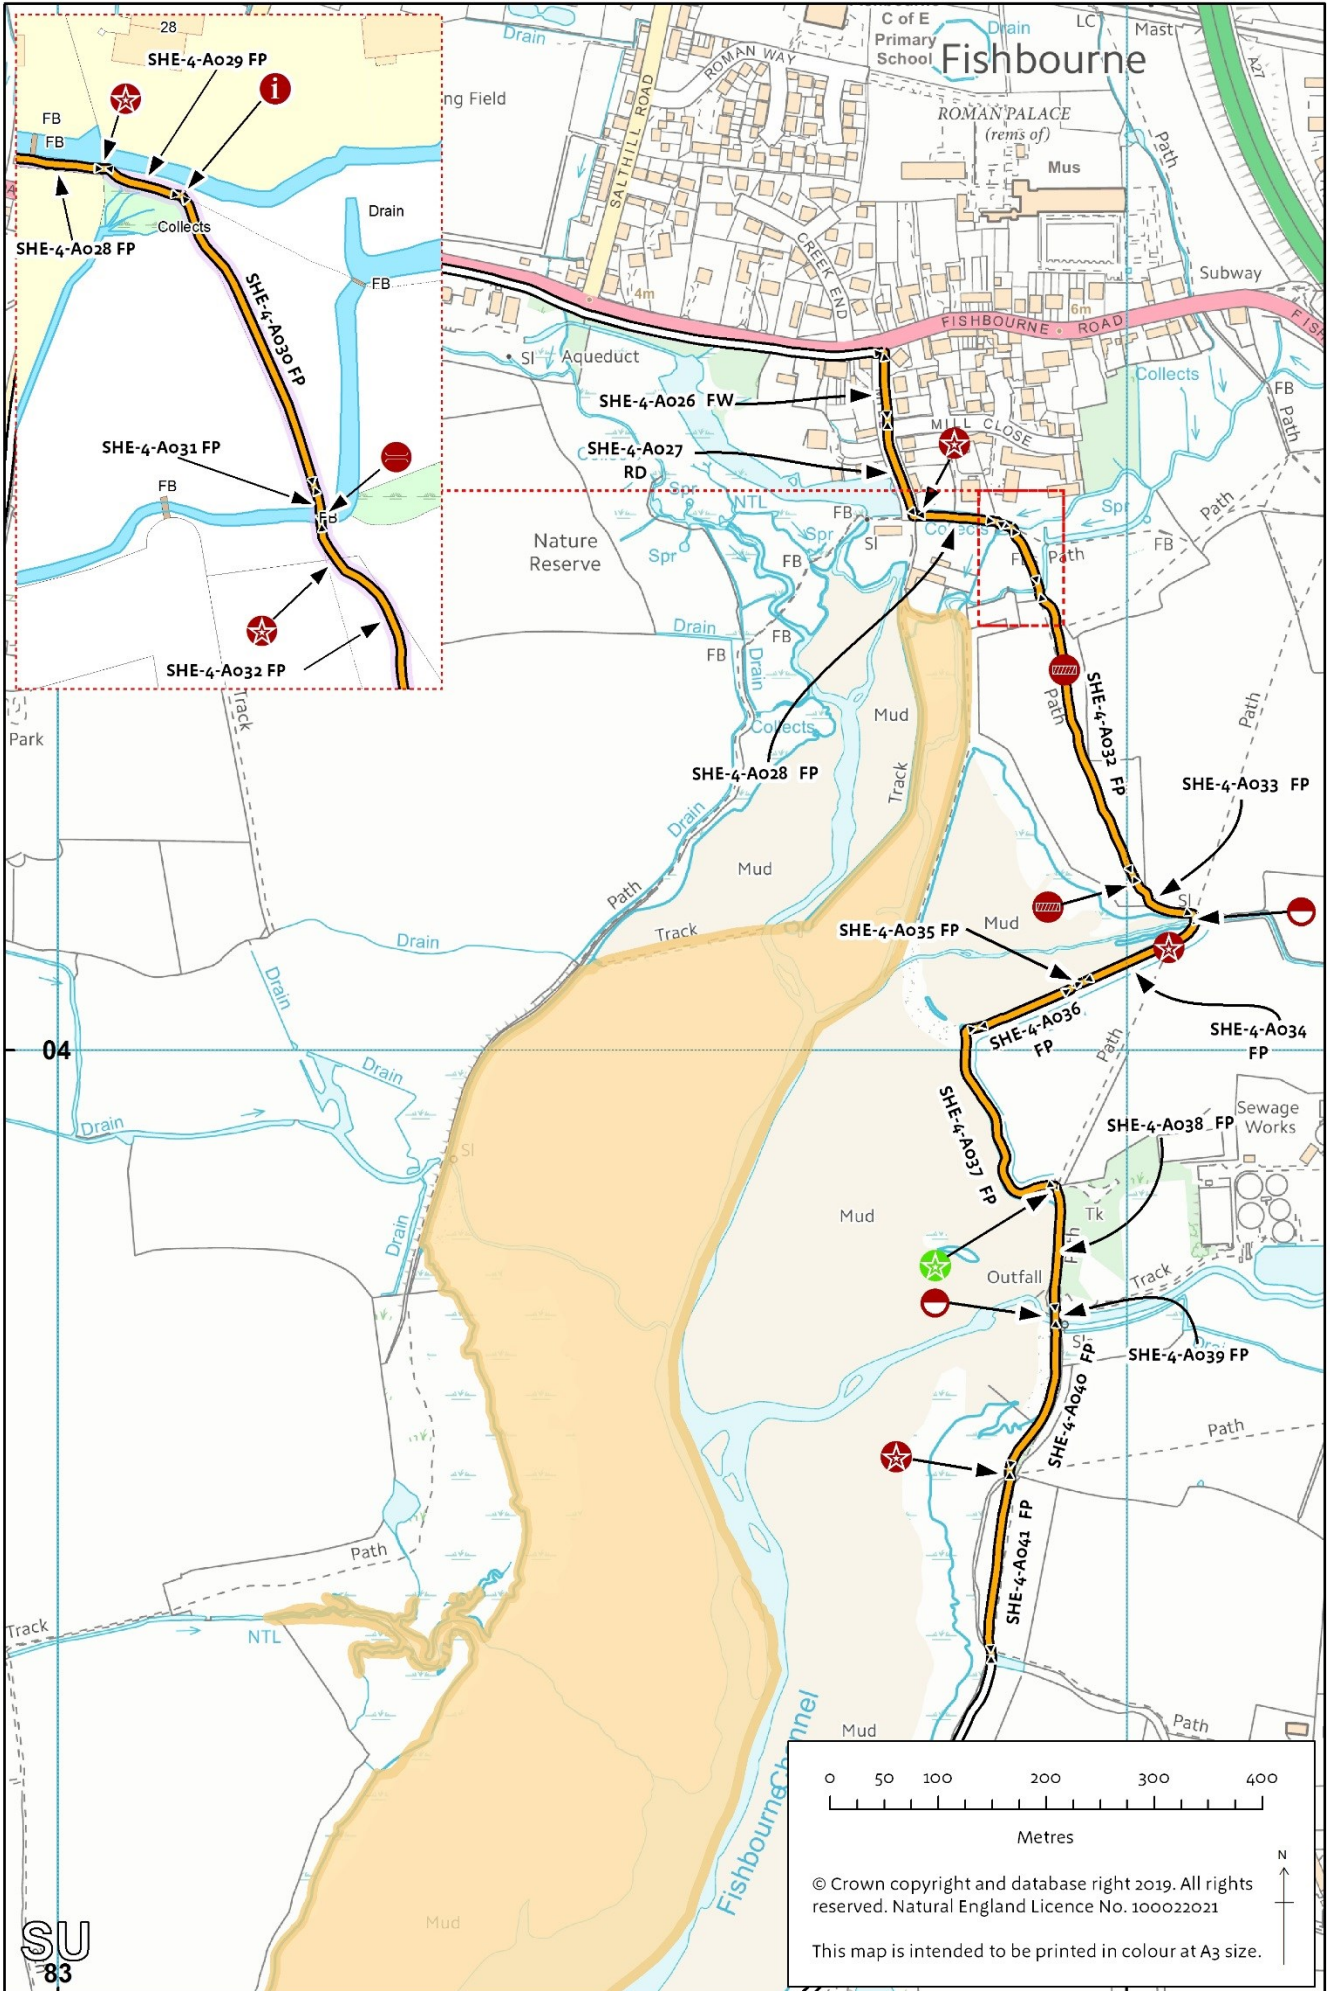 28
SHE-4-A029 FP
FB
FB
SHE-4-A028 FP
Collects
Drain
FB
SHE-4-A030 FP
SHE-4-A031 FP
FB
FB
SHE-4-A032 FP
Drain
C of E
Primary
School
Drain
LC
Mast
Fishbourne
A27
ROMAN WAY
ng Field
SALTHILL ROAD
ROMAN PALACE
(rems of)
Mus
Path
CREEK END
Subway
4m
6m
FISHBOURNE ROAD
FISH
SI
Aqueduct
Collects
FB
Path
SHE-4-A026 FW
MILL CLOSE
SHE-4-A027
RD
Spr
NTL
Spr
FB
SI
Spr
Spr
Path
FB
Path
Nature
Reserve
FB
Collects
Drain
FB
FB
Drain
Track
Park
Mud
Path
SHE-4-A032 FP
Path
Collects
SHE-4-A028 FP
Track
SHE-4-A033 FP
Drain
Mud
Path
SI
Drain
Track
Mud
SHE-4-A035 FP
Drain
SHE-4-A036
FP
SHE-4-A034
FP
04
Path
Drain
Drain
SHE-4-A037 FP
SHE-4-A038 FP
Sewage
Works
SI
Mud
Tk
Path
Drain
Outfall
Track
SI
Drain
SHE-4-A039 FP
SHE-4-A040 FP
Path
SHE-4-A041 FP
Path
Track
NTL
Path
Mud
Fishbourne Channel
Mud
SU
83
0 50 100 200 300 400
Metres
N
© Crown copyright and database right 2019. All rights
reserved. Natural England Licence No. 100022021
This map is intended to be printed in colour at A3 size.